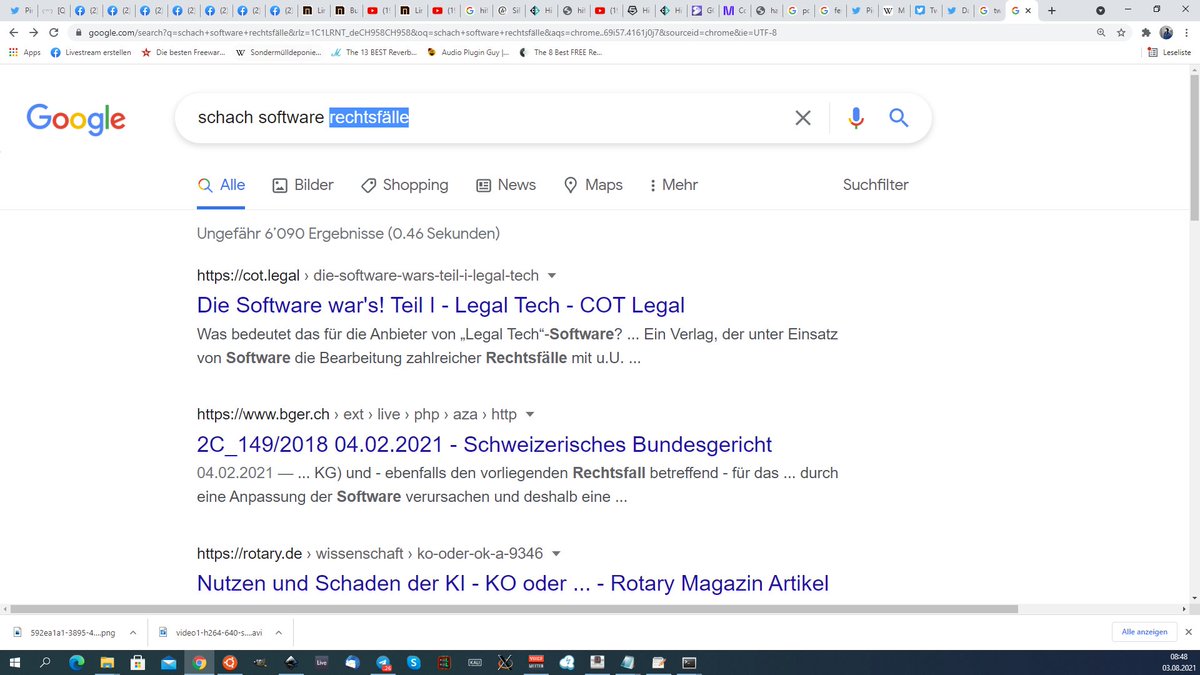 google.com/search?q=schach+software+rechtsfälle&rlz=1C1LRNT_deCH958CH958&oq=schach+software+rechtsfälle&aqs=chrome..69i57.4161j0j7&sourceid=chrome&ie=UTF-8
Apps Livestream erstellen Die besten Freewar... Sondermülldeponie... The 13 BEST Reverb... Audio Plugin Guy |... The 8 Best FREE Re... Leseliste
Google schach software rechtsfälle
Alle Bilder Shopping News Maps Mehr Suchfilter
Ungefähr 6’090 Ergebnisse (0.46 Sekunden)
https://cot.legal › die-software-wars-teil-i-legal-tech
Die Software war's! Teil I - Legal Tech - COT Legal
Was bedeutet das für die Anbieter von „Legal Tech“-Software? ... Ein Verlag, der unter Einsatz
von Software die Bearbeitung zahlreicher Rechtsfälle mit u.U. ...
https://www.bger.ch › ext › live › php › aza › http
2C_149/2018 04.02.2021 - Schweizerisches Bundesgericht
04.02.2021 — ... KG) und - ebenfalls den vorliegenden Rechtsfall betreffend - für das ... durch
eine Anpassung der Software verursachen und deshalb eine ...
https://rotary.de › wissenschaft › ko-oder-ok-a-9346
Nutzen und Schaden der KI - KO oder ... - Rotary Magazin Artikel
592ea1a1-3895-4....png video1-h264-640-s....avi Alle anzeigen
Live
08:48
03.08.2021